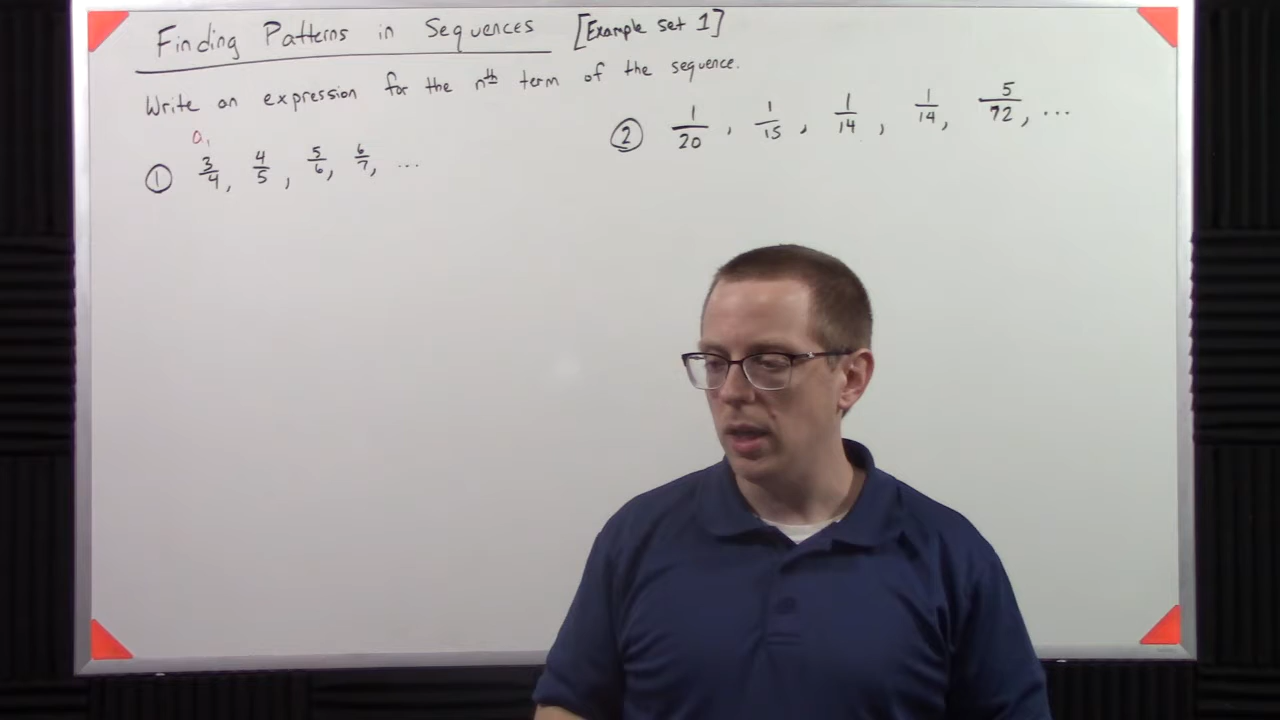 Finding Patterns in Sequences [Example set 1]
Write an expression for the nth term of the sequence.
a₁
① 3/4, 4/5, 5/6, 6/7, ...
② 1/20, 1/15, 1/14, 1/14, 5/72, ...